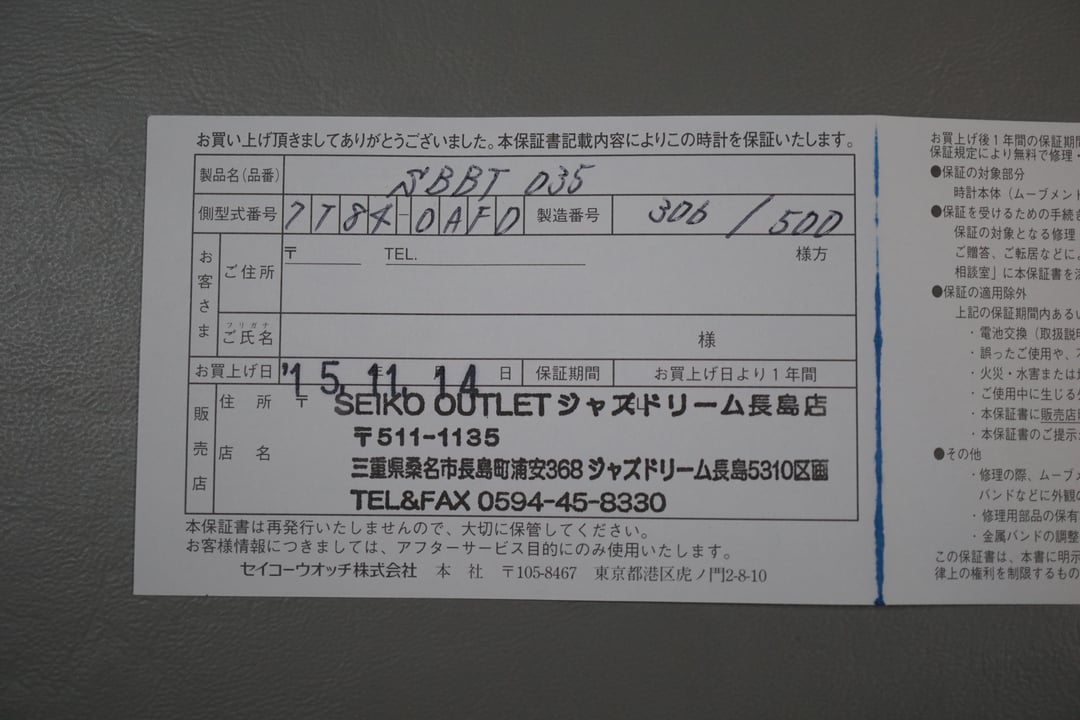 お買い上げ頂きましてありがとうございました。本保証書記載内容によりこの時計を保証いたします。
製品名(品番) SBBT 035
側型式番号 7T84-0AFD 製造番号 306/500
お客さま
ご住所 〒 TEL. 様方
フリガナ
ご氏名 様
お買上げ日 '15.11.14 日 保証期間 お買上げ日より1年間
販売店
住所 〒 SEIKO OUTLET ジャズドリーム長島店
〒511-1135
店名
三重県桑名市長島町浦安368 ジャズドリーム長島5310区画
TEL&FAX 0594-45-8330
本保証書は再発行いたしませんので、大切に保管してください。
お客様情報につきましては、アフターサービス目的にのみ使用いたします。
セイコーウオッチ株式会社 本社 〒105-8467 東京都港区虎ノ門2-8-10
お買上げ後1年間の保証期間
保証規定により無料で修理・
●保証の対象部分
時計本体(ムーブメント
●保証を受けるための手続き
保証の対象となる修理
ご贈答、ご転居などに
相談室」に本保証書を
●保証の適用除外
上記の保証期間内あるい
・電池交換(取扱説明
・誤ったご使用や、
・火災・水害または
・ご使用中に生じる
・本保証書に販売店
・本保証書のご提示
●その他
・修理の際、ムーブメ
バンドなどに外観の
・修理用部品の保有
・金属バンドの調整
この保証書は、本書に明示
律上の権利を制限するもの